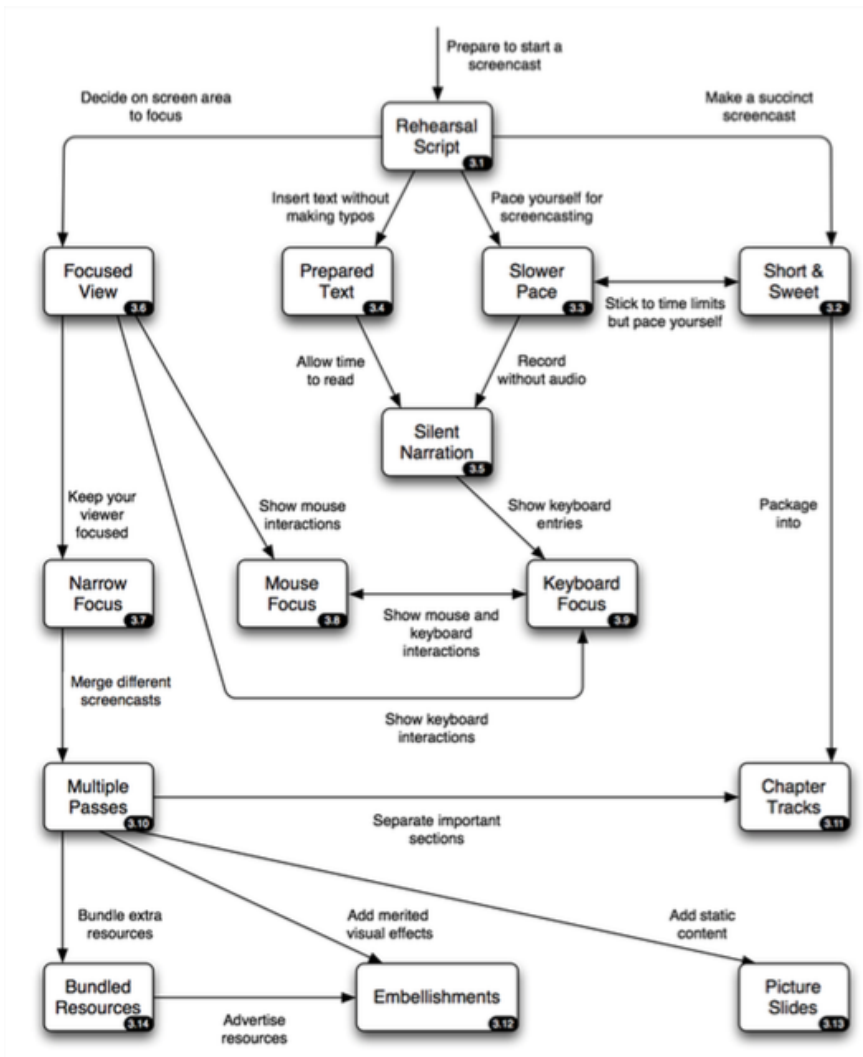 Prepare to start a
screencast
Decide on screen area
to focus
Make a succinct
screencast
Rehearsal
Script
3.1
Insert text without
making typos
Pace yourself for
screencasting
Focused
View
3.6
Prepared
Text
3.4
Slower
Pace
3.3
Short &
Sweet
3.2
Stick to time limits
but pace yourself
Allow time
to read
Record
without audio
Silent
Narration
3.5
Keep your
viewer
focused
Show mouse
interactions
Show keyboard
entries
Package
into
Narrow
Focus
3.7
Mouse
Focus
3.8
Keyboard
Focus
3.9
Show mouse and
keyboard
interactions
Merge different
screencasts
Show keyboard
interactions
Multiple
Passes
3.10
Chapter
Tracks
3.11
Separate important
sections
Bundle extra
resources
Add merited
visual effects
Add static
content
Bundled
Resources
3.14
Embellishments
3.12
Picture
Slides
3.13
Advertise
resources